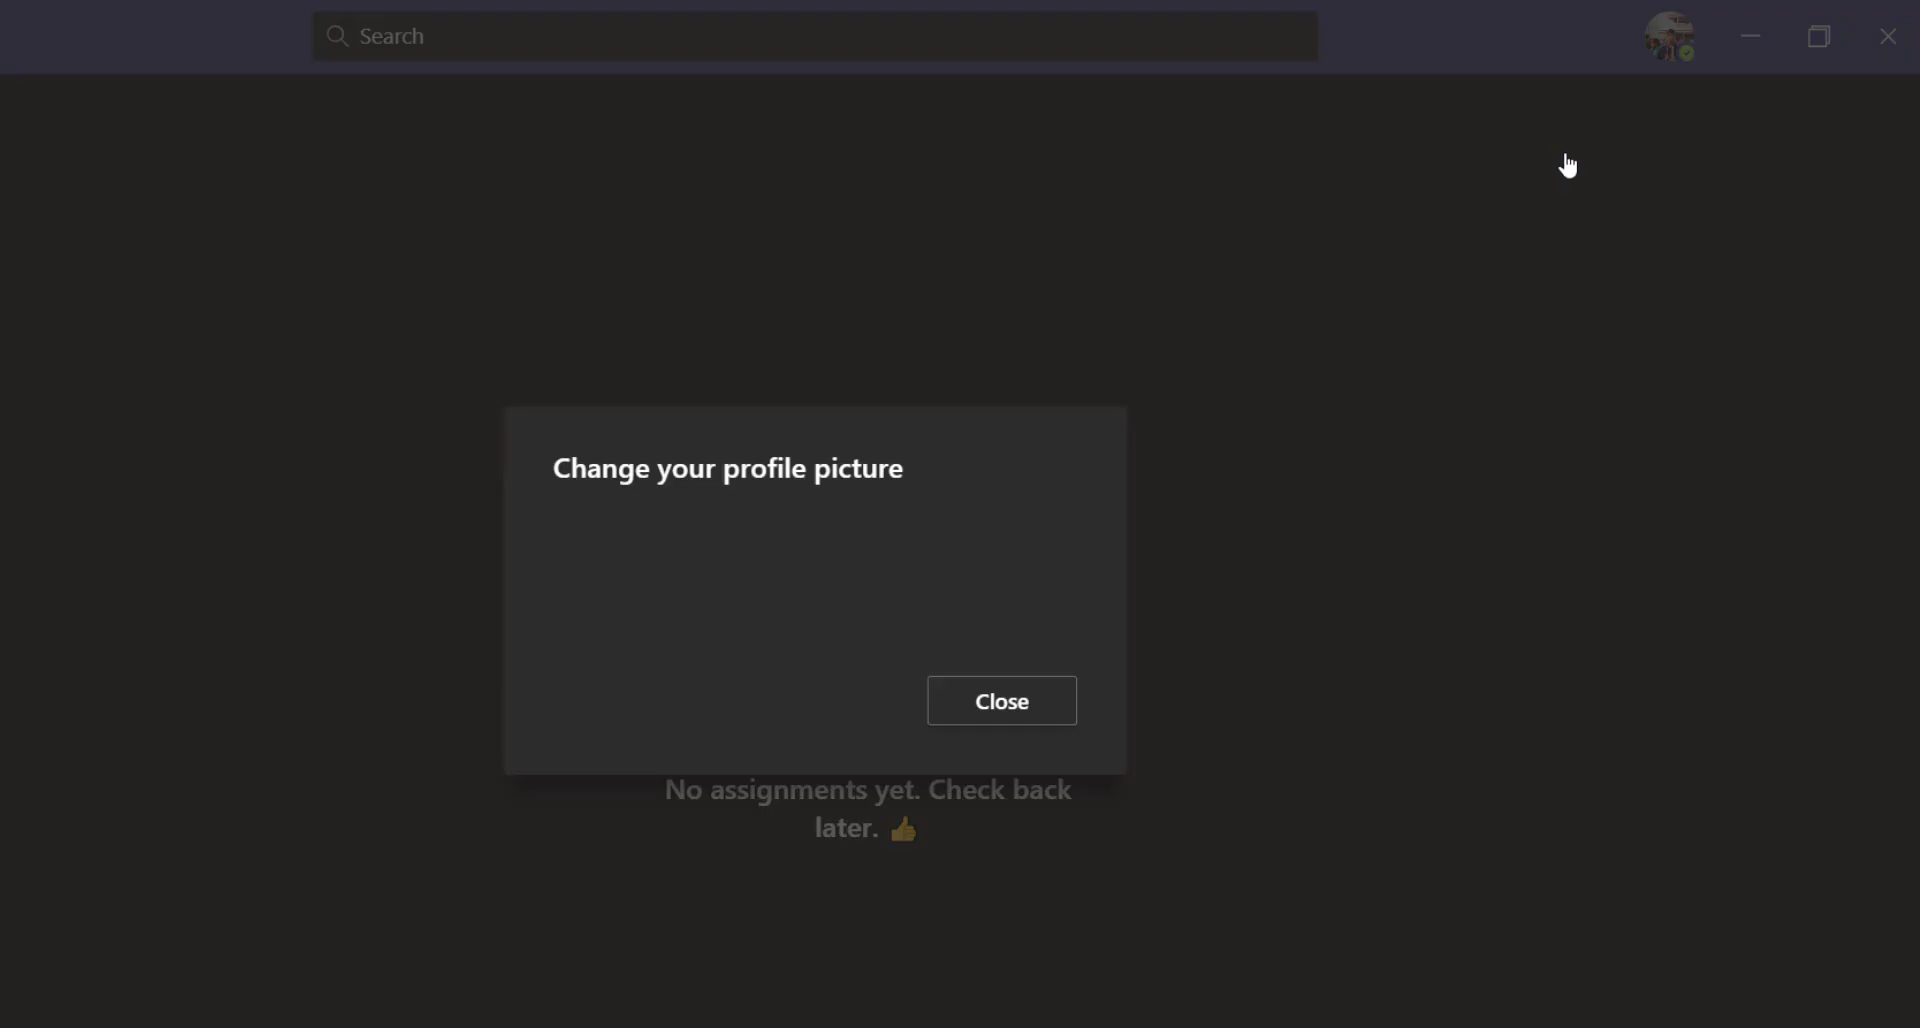 Search
Change your profile picture
Close
No assignments yet. Check back
later. 👍